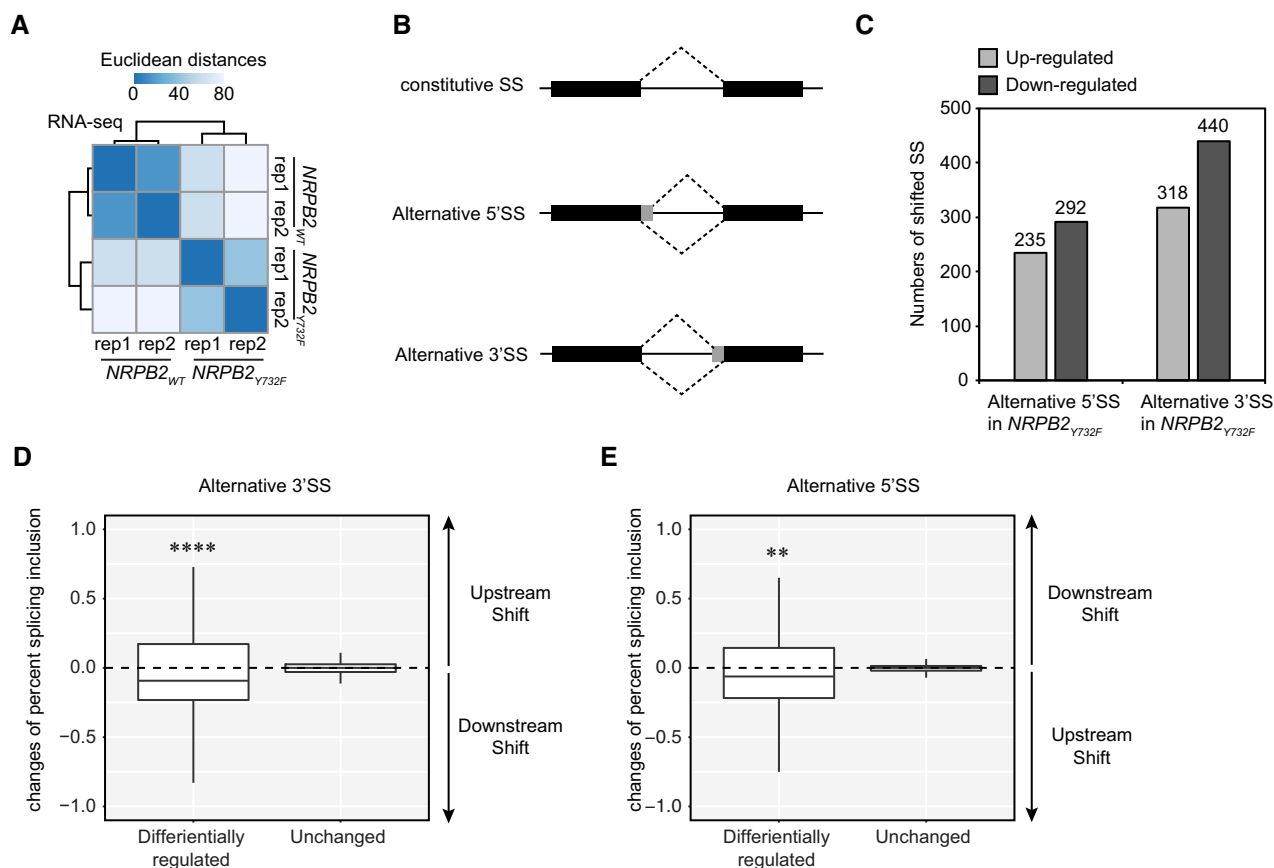 A
Euclidean distances
0 40 80
RNA-seq
rep1 rep2
NRPB2WT
rep1 rep2
NRPB2Y732F
rep1 rep2 rep1 rep2
NRPB2WT NRPB2Y732F
B
constitutive SS
Alternative 5'SS
Alternative 3'SS
C
Up-regulated
Down-regulated
Numbers of shifted SS
500
400
300
200
100
0
235
292
318
440
Alternative 5'SS
in NRPB2Y732F
Alternative 3'SS
in NRPB2Y732F
D
Alternative 3'SS
changes of percent splicing inclusion
1.0
0.5
0.0
−0.5
−1.0
****
Upstream
Shift
Downstream
Shift
Differientially
regulated
Unchanged
E
Alternative 5'SS
changes of percent splicing inclusion
1.0
0.5
0.0
−0.5
−1.0
**
Downstream
Shift
Upstream
Shift
Differientially
regulated
Unchanged